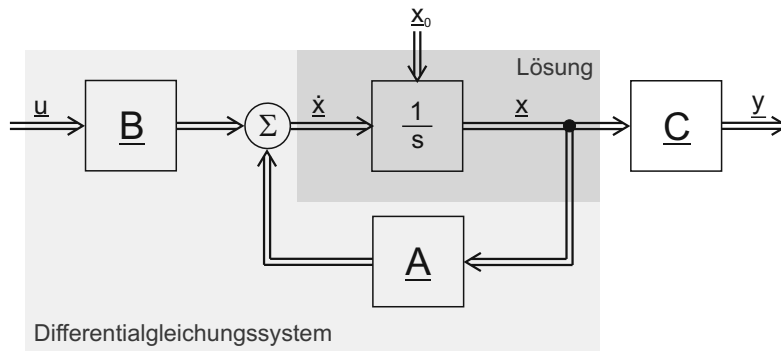 x₀
Lösung
u
B
Σ
ẋ
1
s
x
C
y
A
Differentialgleichungssystem